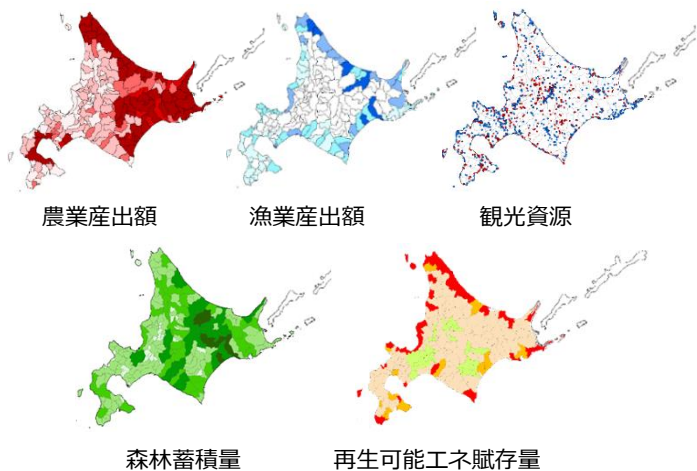 農業産出額
漁業産出額
観光資源
森林蓄積量
再生可能エネ賦存量